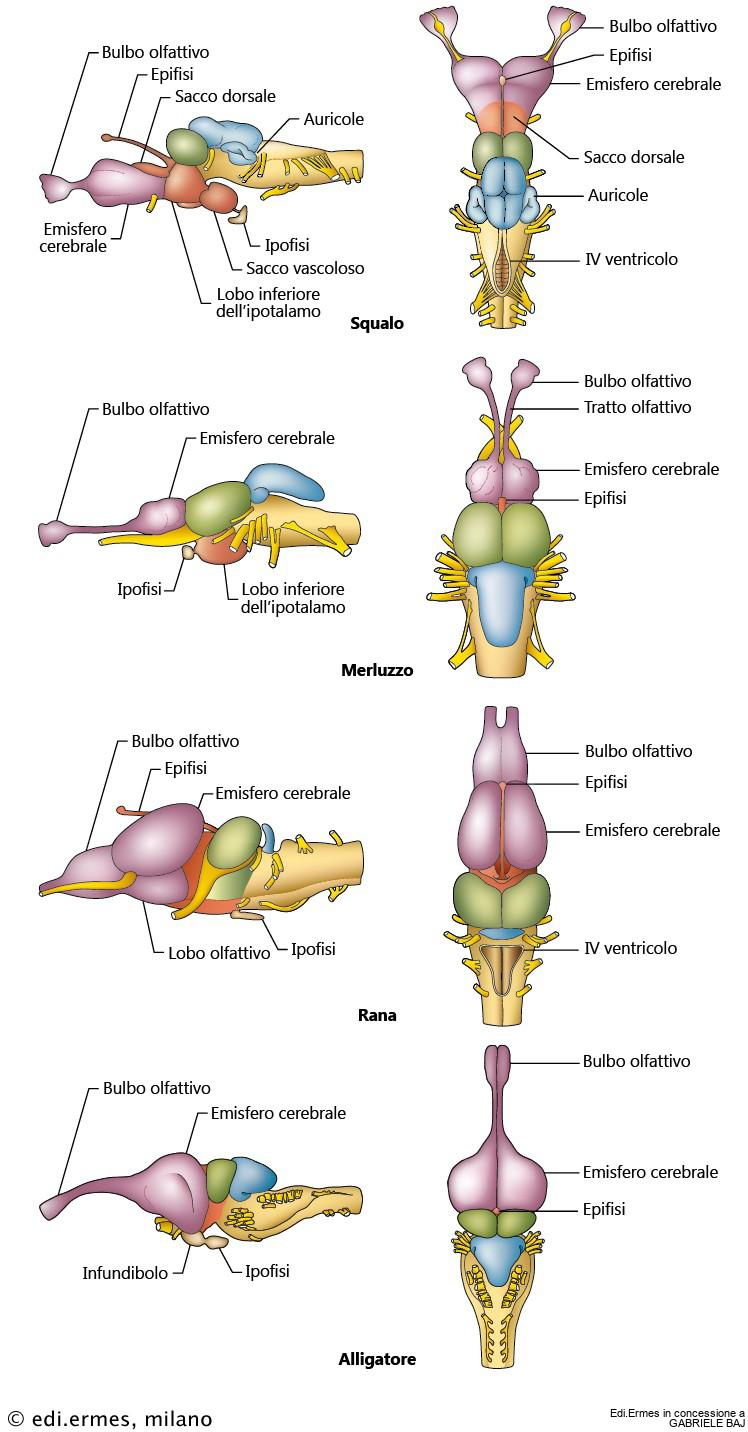 Bulbo olfattivo
Epifisi
Sacco dorsale
Auricole
Emisfero
cerebrale
Ipofisi
Sacco vascoloso
Lobo inferiore
dell'ipotalamo
Bulbo olfattivo
Epifisi
Emisfero cerebrale
Sacco dorsale
Auricole
IV ventricolo
Squalo
Bulbo olfattivo
Emisfero cerebrale
Ipofisi
Lobo inferiore
dell'ipotalamo
Bulbo olfattivo
Tratto olfattivo
Emisfero cerebrale
Epifisi
Merluzzo
Bulbo olfattivo
Epifisi
Emisfero cerebrale
Lobo olfattivo
Ipofisi
Bulbo olfattivo
Epifisi
Emisfero cerebrale
IV ventricolo
Rana
Bulbo olfattivo
Emisfero cerebrale
Infundibolo
Ipofisi
Bulbo olfattivo
Emisfero cerebrale
Epifisi
Alligatore
© edi.ermes, milano
Edi.Ermes in concessione a
GABRIELE BAJ